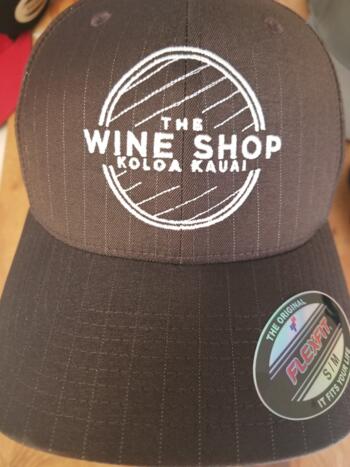 THE
WINE SHOP
KOLOA KAUAI
THE ORIGINAL
FLEXFIT
S/M
IT FITS YOUR LIFE